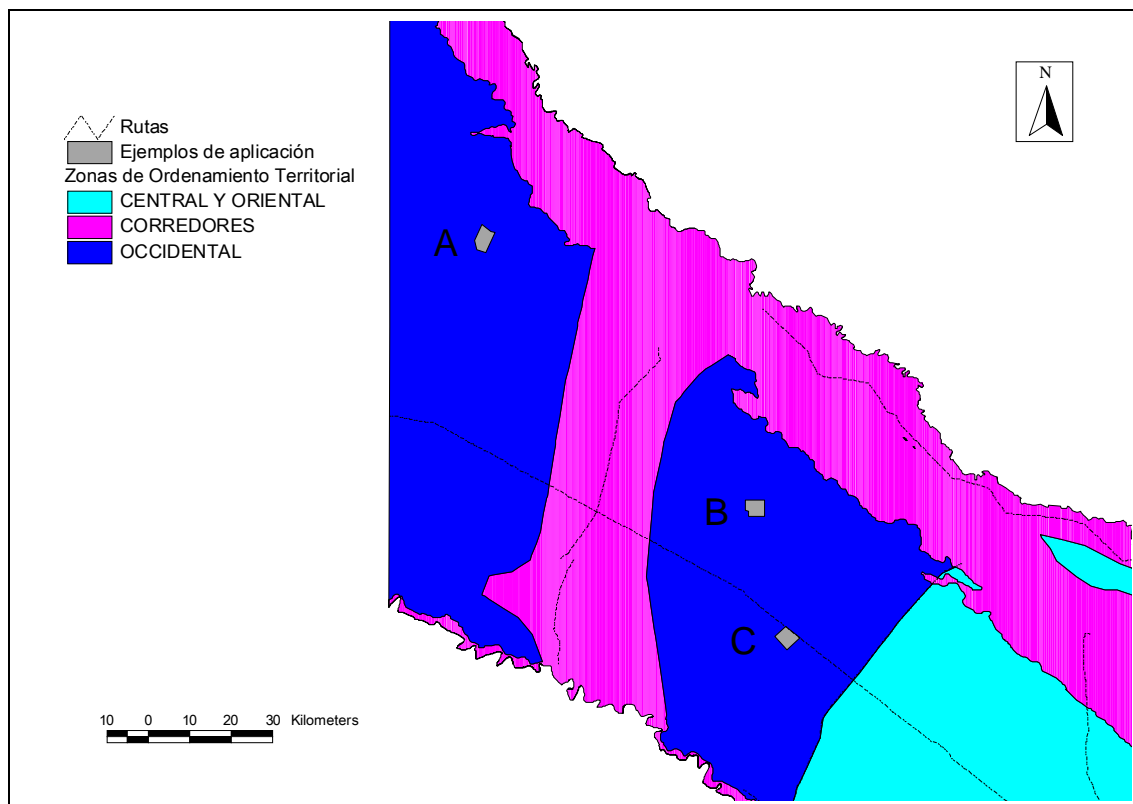 N
Rutas
Ejemplos de aplicación
Zonas de Ordenamiento Territorial
CENTRAL Y ORIENTAL
CORREDORES
OCCIDENTAL
A
B
C
10 0 10 20 30 Kilometers